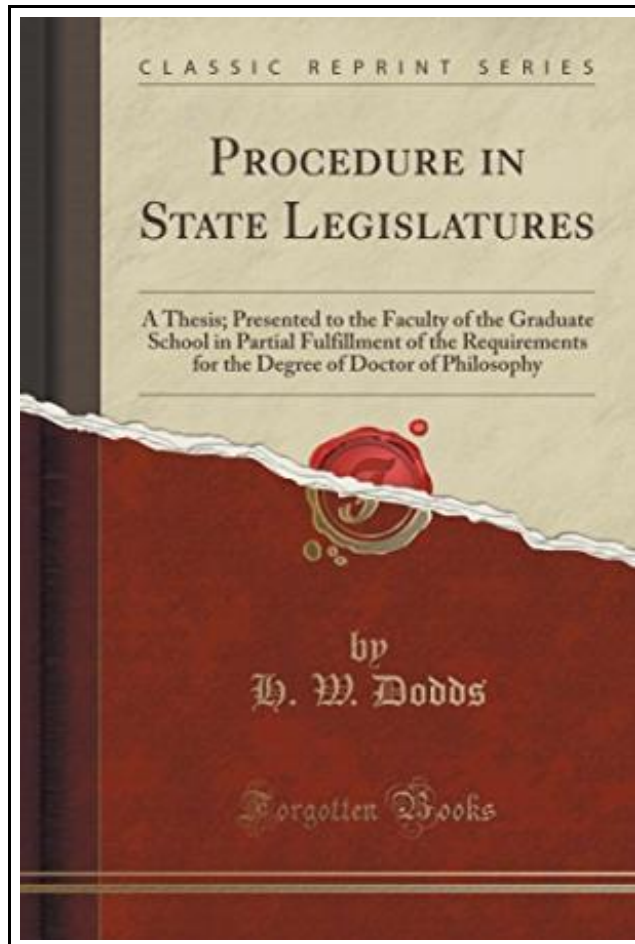 CLASSIC REPRINT SERIES
PROCEDURE IN
STATE LEGISLATURES
A Thesis; Presented to the Faculty of the Graduate
School in Partial Fulfillment of the Requirements
for the Degree of Doctor of Philosophy
F
by
H. W. Dodds
Forgotten Books